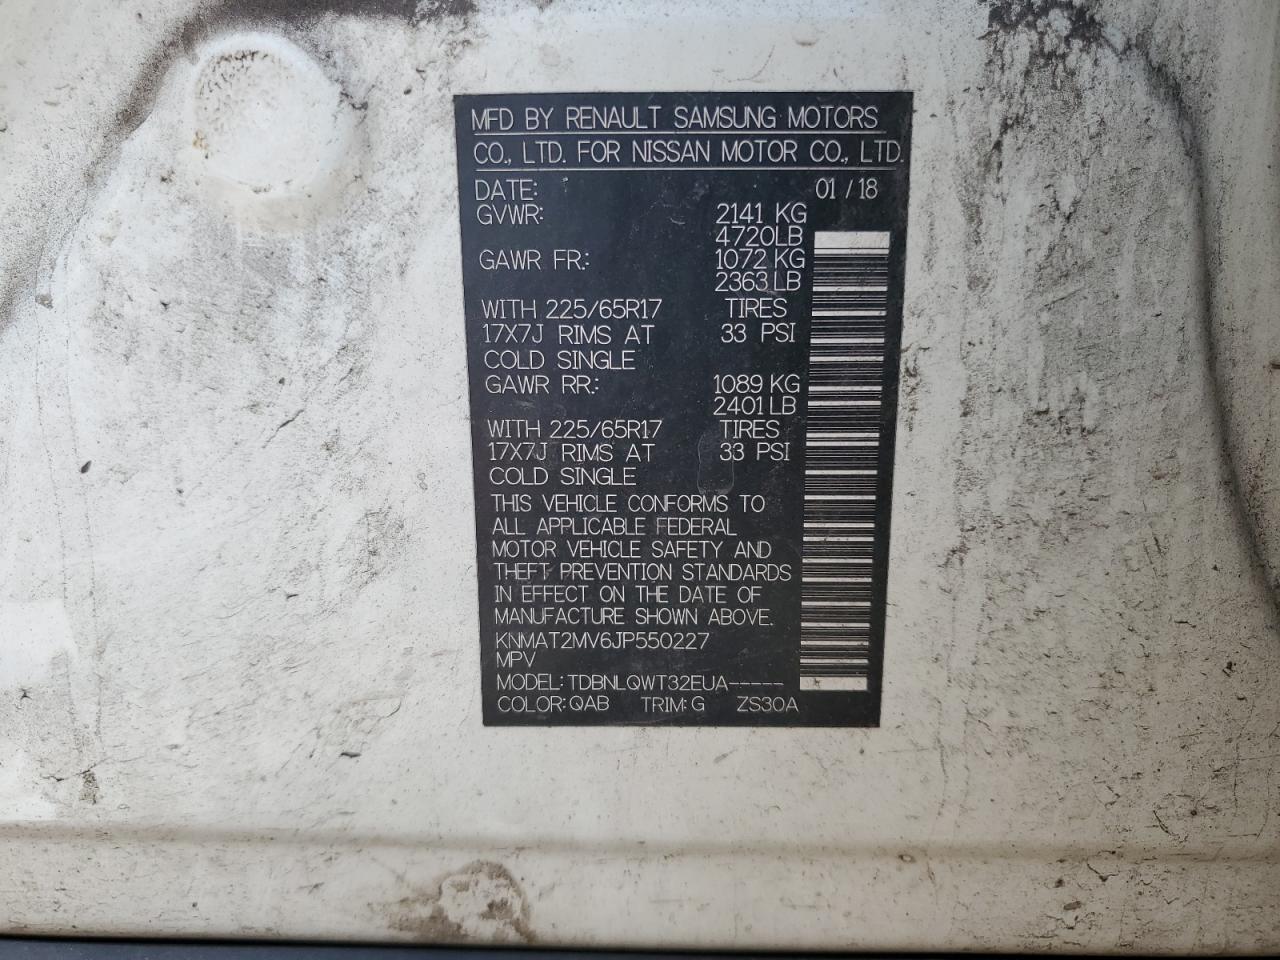 MFD BY RENAULT SAMSUNG MOTORS
CO., LTD. FOR NISSAN MOTOR CO., LTD.
DATE: 01 / 18
GVWR: 2141 KG
4720LB
GAWR FR.: 1072 KG
2363LB
WITH 225/65R17 TIRES
17X7J RIMS AT 33 PSI
COLD SINGLE
GAWR RR.: 1089 KG
2401LB
WITH 225/65R17 TIRES
17X7J RIMS AT 33 PSI
COLD SINGLE
THIS VEHICLE CONFORMS TO
ALL APPLICABLE FEDERAL
MOTOR VEHICLE SAFETY AND
THEFT PREVENTION STANDARDS
IN EFFECT ON THE DATE OF
MANUFACTURE SHOWN ABOVE.
KNMAT2MV6JP550227
MPV
MODEL: TDBNLQWT32EUA-----
COLOR: QAB TRIM: G ZS30A